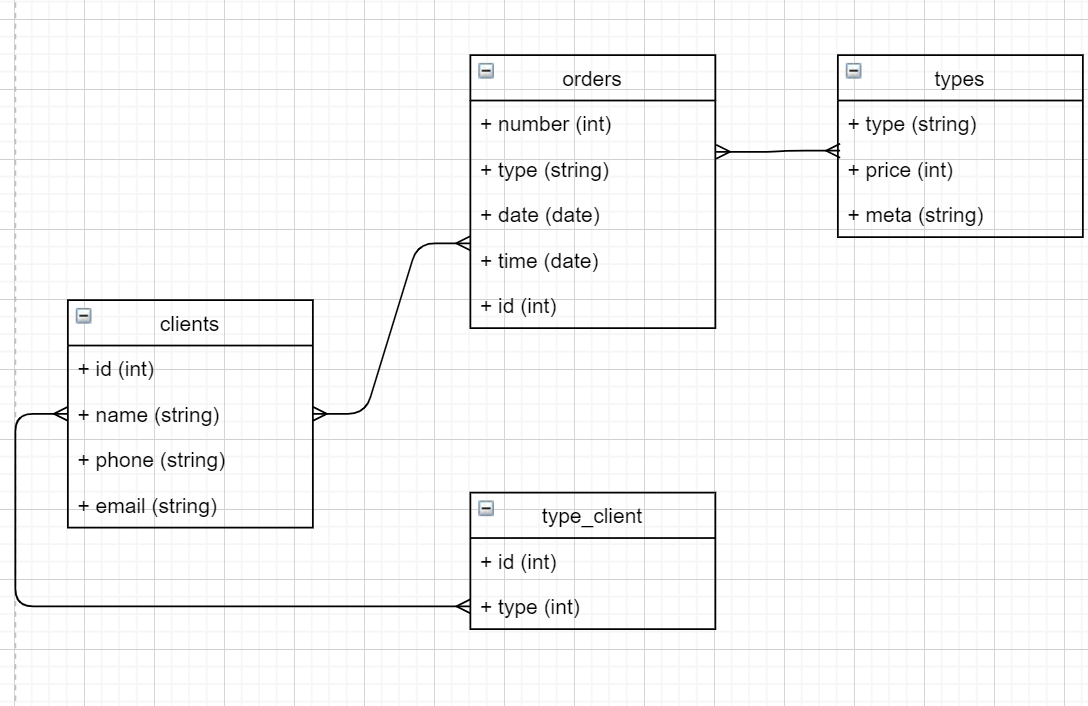 orders
+ number (int)
+ type (string)
+ date (date)
+ time (date)
+ id (int)
types
+ type (string)
+ price (int)
+ meta (string)
clients
+ id (int)
+ name (string)
+ phone (string)
+ email (string)
type_client
+ id (int)
+ type (int)